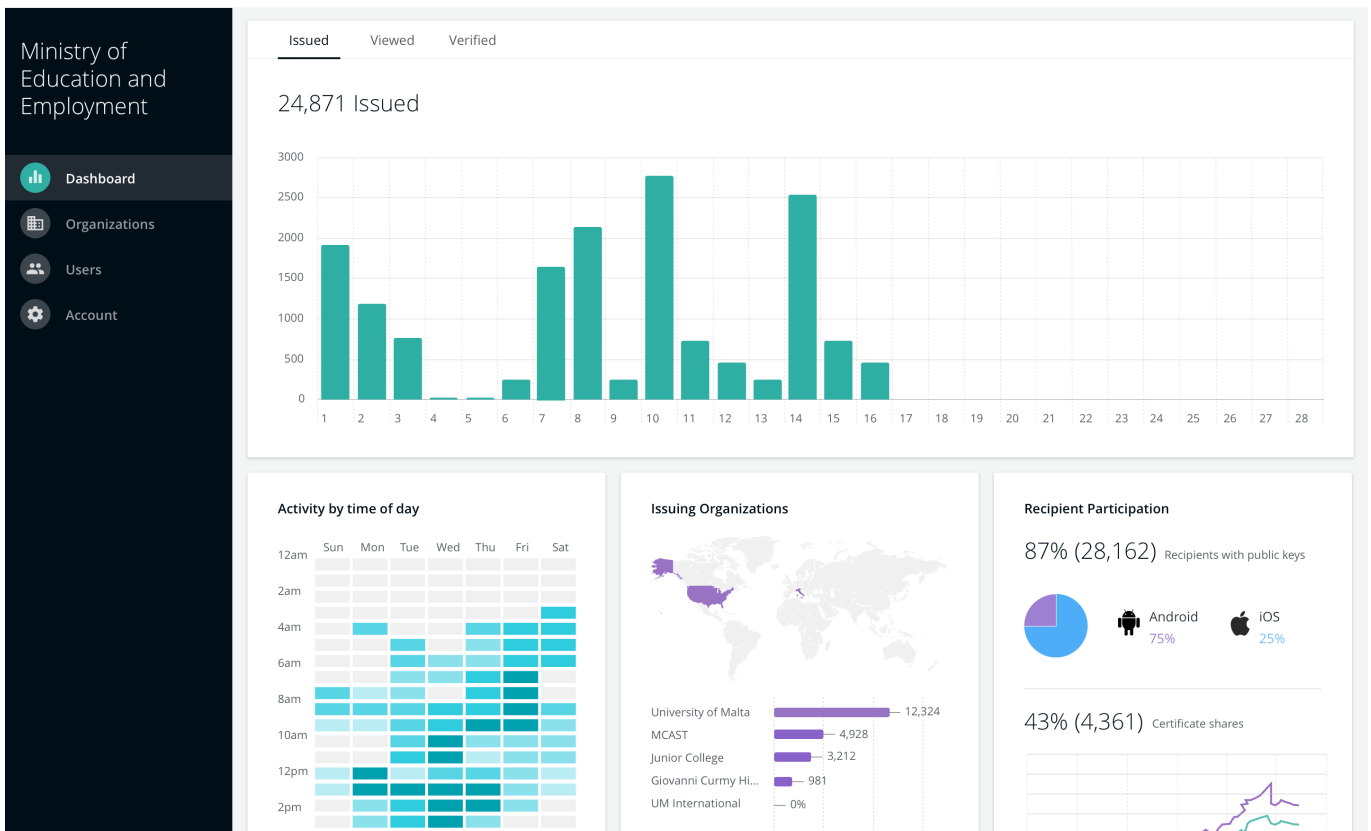 Ministry of
Education and
Employment
Dashboard
Organizations
Users
Account
Issued Viewed Verified
24,871 Issued
3000
2500
2000
1500
1000
500
0
1 2 3 4 5 6 7 8 9 10 11 12 13 14 15 16 17 18 19 20 21 22 23 24 25 26 27 28
Activity by time of day
Sun Mon Tue Wed Thu Fri Sat
12am
2am
4am
6am
8am
10am
12pm
2pm
Issuing Organizations
University of Malta 12,324
MCAST 4,928
Junior College 3,212
Giovanni Curmy Hi... 981
UM International 0%
Recipient Participation
87% (28,162) Recipients with public keys
Android
75%
iOS
25%
43% (4,361) Certificate shares